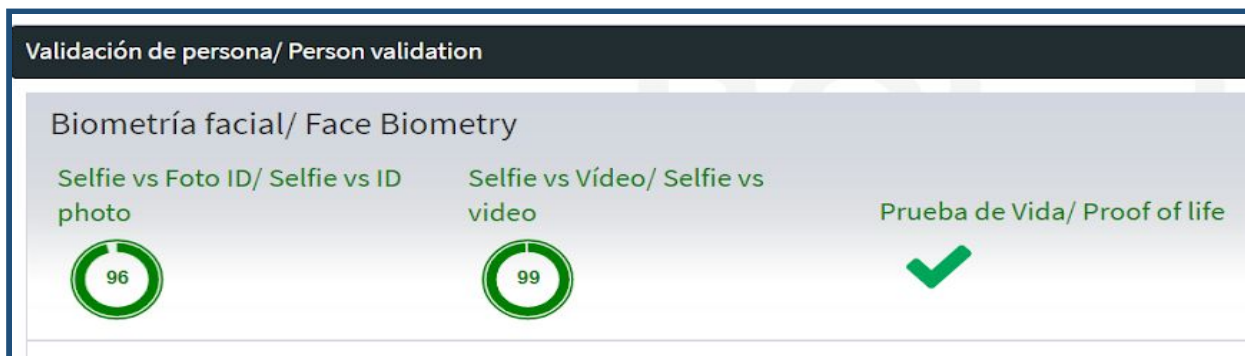 Validación de persona/ Person validation
Biometría facial/ Face Biometry
Selfie vs Foto ID/ Selfie vs ID
photo
Selfie vs Vídeo/ Selfie vs
video
Prueba de Vida/ Proof of life
96
99